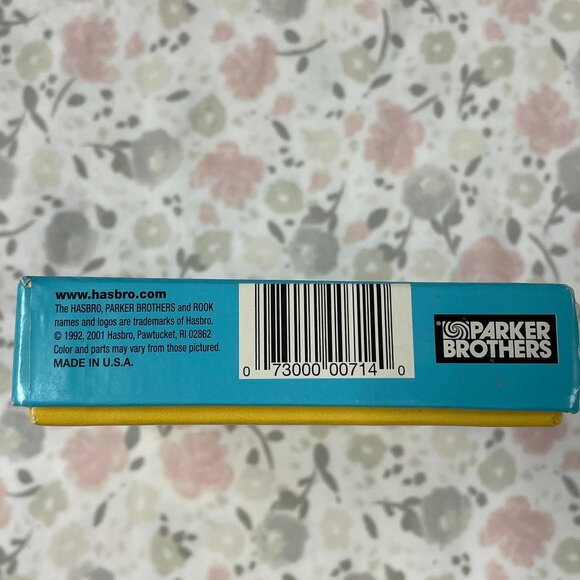 www.hasbro.com
The HASBRO, PARKER BROTHERS and ROOK
names and logos are trademarks of Hasbro.
© 1992, 2001 Hasbro, Pawtucket, RI 02862
Color and parts may vary from those pictured.
MADE IN U.S.A.
0 73000 00714 0
® PARKER
BROTHERS